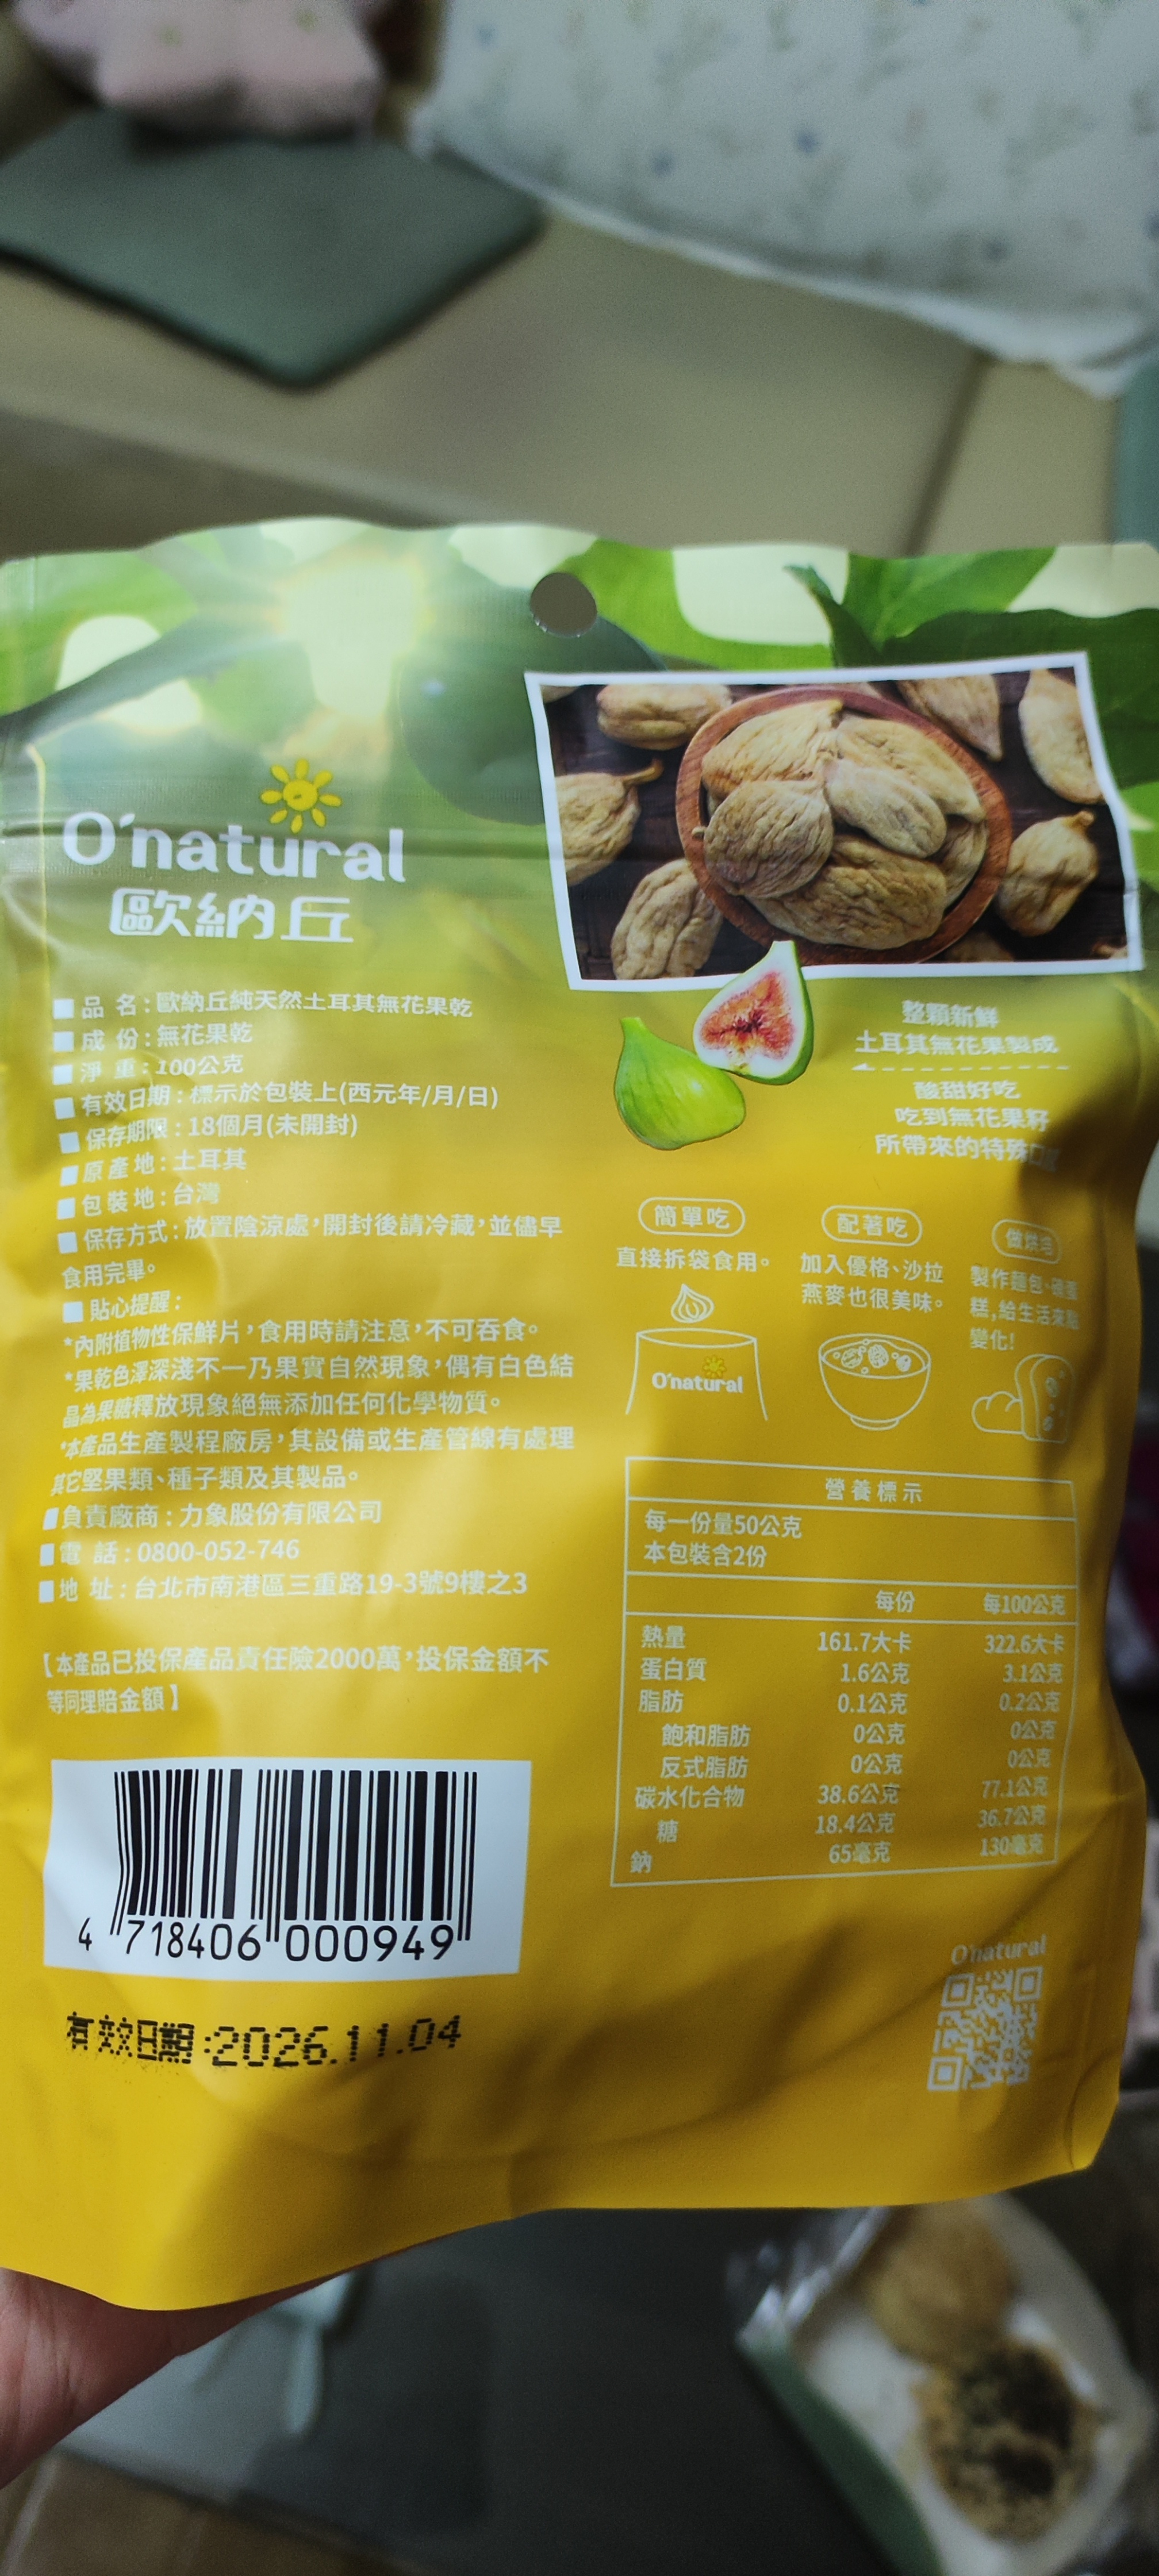 O'natural
歐納丘
■品 名:歐納丘純天然土耳其無花果乾
■成 份:無花果乾
■淨 重:100公克
■有效日期:標示於包裝上(西元年/月/日)
■保存期限:18個月(未開封)
■原 產 地:土耳其
■包 裝 地:台灣
■保存方式:放置陰涼處,開封後請冷藏,並儘早
食用完畢。
■貼心提醒:
*內附植物性保鮮片,食用時請注意,不可吞食。
*果乾色澤深淺不一乃果實自然現象,偶有白色結
晶為果糖釋放現象絕無添加任何化學物質。
*本產品生產製程廠房,其設備或生產管線有處理
其它堅果類、種子類及其製品。
■負責廠商:力象股份有限公司
■電 話:0800-052-746
■地 址:台北市南港區三重路19-3號9樓之3
【本產品已投保產品責任險2000萬,投保金額不
等同理賠金額】
4 718406 000949
有效日期:2026.11.04
整顆新鮮
土耳其無花果製成
酸甜好吃
吃到無花果籽
所帶來的特殊口
簡單吃
直接拆袋食用。
O'natural
配著吃
加入優格、沙拉
燕麥也很美味。
做烘培
製作麵包、磅蛋
糕,給生活來點
變化!
營養標示
每一份量50公克
本包裝含2份
每份 每100公克
熱量 161.7大卡 322.6大卡
蛋白質 1.6公克 3.1公克
脂肪 0.1公克 0.2公克
飽和脂肪 0公克 0公克
反式脂肪 0公克 0公克
碳水化合物 38.6公克 77.1公克
糖 18.4公克 36.7公克
鈉 65毫克 130毫克
O'natural